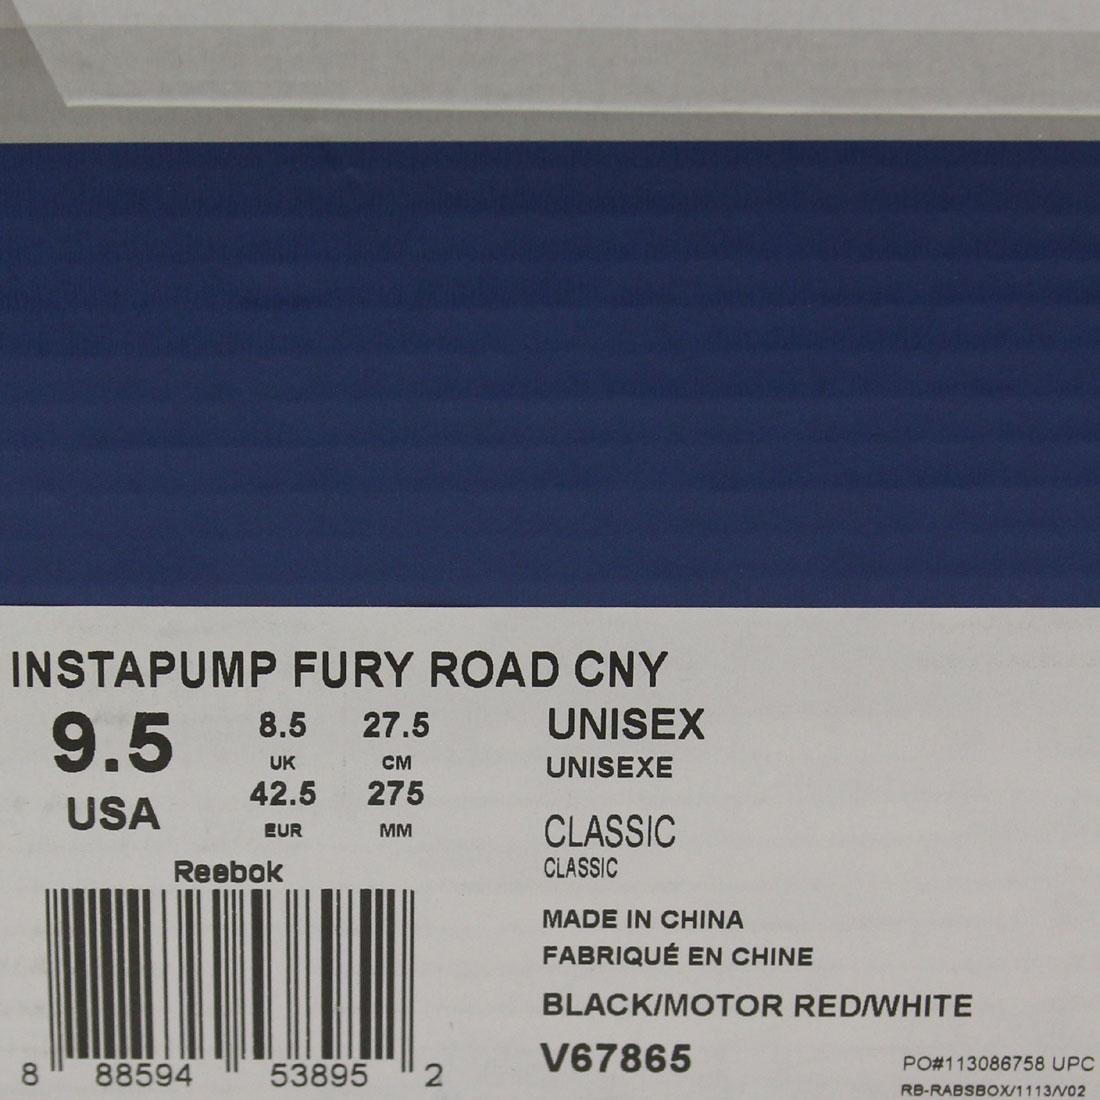 INSTAPUMP FURY ROAD CNY
9.5
USA
8.5 27.5
UK CM
42.5 275
EUR MM
UNISEX
UNISEXE
CLASSIC
CLASSIC
Reebok
8 88594 53895 2
MADE IN CHINA
FABRIQUÉ EN CHINE
BLACK/MOTOR RED/WHITE
V67865
PO#113086758 UPC
RB-RABSBOX/1113/V02